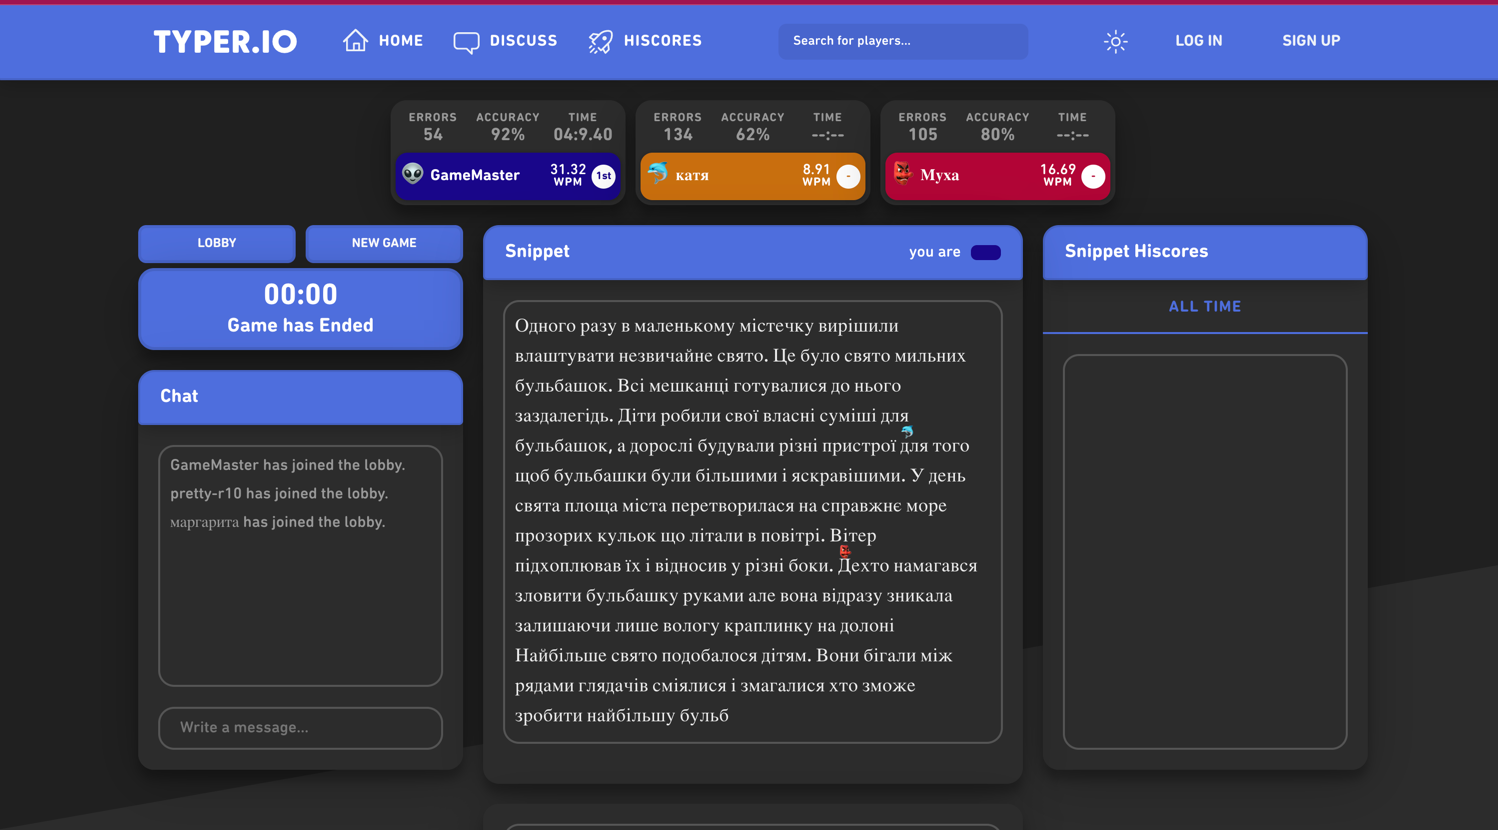 TYPER.IO
HOME
DISCUSS
HISCORES
Search for players...
LOG IN
SIGN UP
ERRORS ACCURACY TIME
54 92% 04:9.40
GameMaster 31.32 WPM 1st
ERRORS ACCURACY TIME
134 62% --:--
катя 8.91 WPM -
ERRORS ACCURACY TIME
105 80% --:--
Муха 16.69 WPM -
LOBBY
NEW GAME
00:00
Game has Ended
Chat
GameMaster has joined the lobby.
pretty-r10 has joined the lobby.
маргарита has joined the lobby.
Write a message...
Snippet
you are
Одного разу в маленькому містечку вирішили
влаштувати незвичайне свято. Це було свято мильних
бульбашок. Всі мешканці готувалися до нього
заздалегідь. Діти робили свої власні суміші для
бульбашок, а дорослі будували різні пристрої для того
щоб бульбашки були більшими і яскравішими. У день
свята площа міста перетворилася на справжнє море
прозорих кульок що літали в повітрі. Вітер
підхоплював їх і відносив у різні боки. Дехто намагався
зловити бульбашку руками але вона відразу зникала
залишаючи лише вологу краплинку на долоні
Найбільше свято подобалося дітям. Вони бігали між
рядами глядачів сміялися і змагалися хто зможе
зробити найбільшу бульб
Snippet Hiscores
ALL TIME